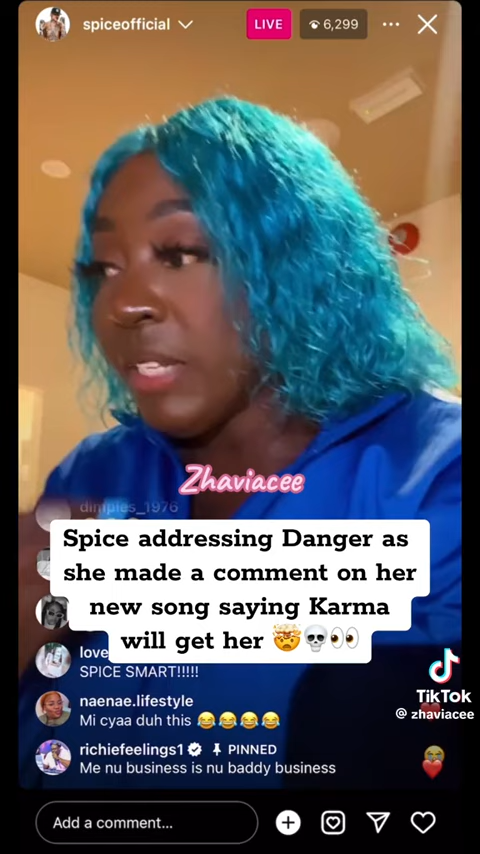 spiceofficial
LIVE
6,299
Zhaviacee
dimples_1976
Spice addressing Danger as
she made a comment on her
new song saying Karma
will get her 🤯💀👀
love
SPICE SMART!!!!!
naenae.lifestyle
Mi cyaa duh this 😂😂😂😂
richiefeelings1 PINNED
Me nu business is nu baddy business
TikTok
@ zhaviacee
Add a comment...